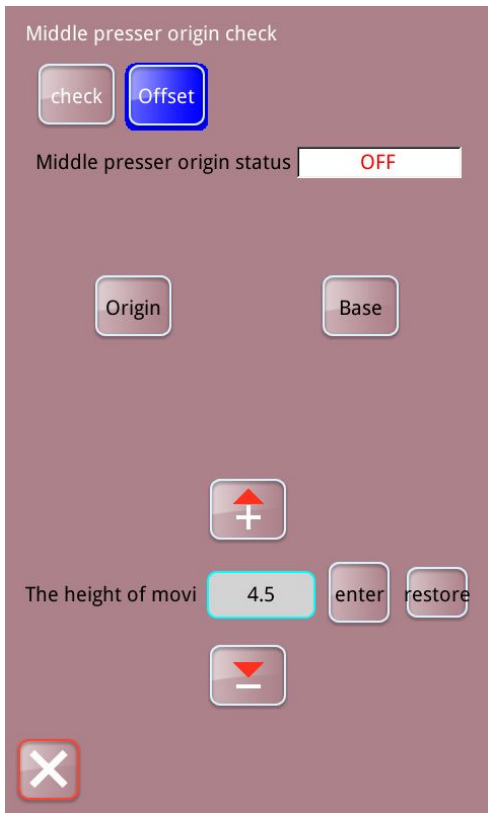 Middle presser origin check
check Offset
Middle presser origin status OFF
Origin Base
+
The height of movi 4.5 enter restore
−